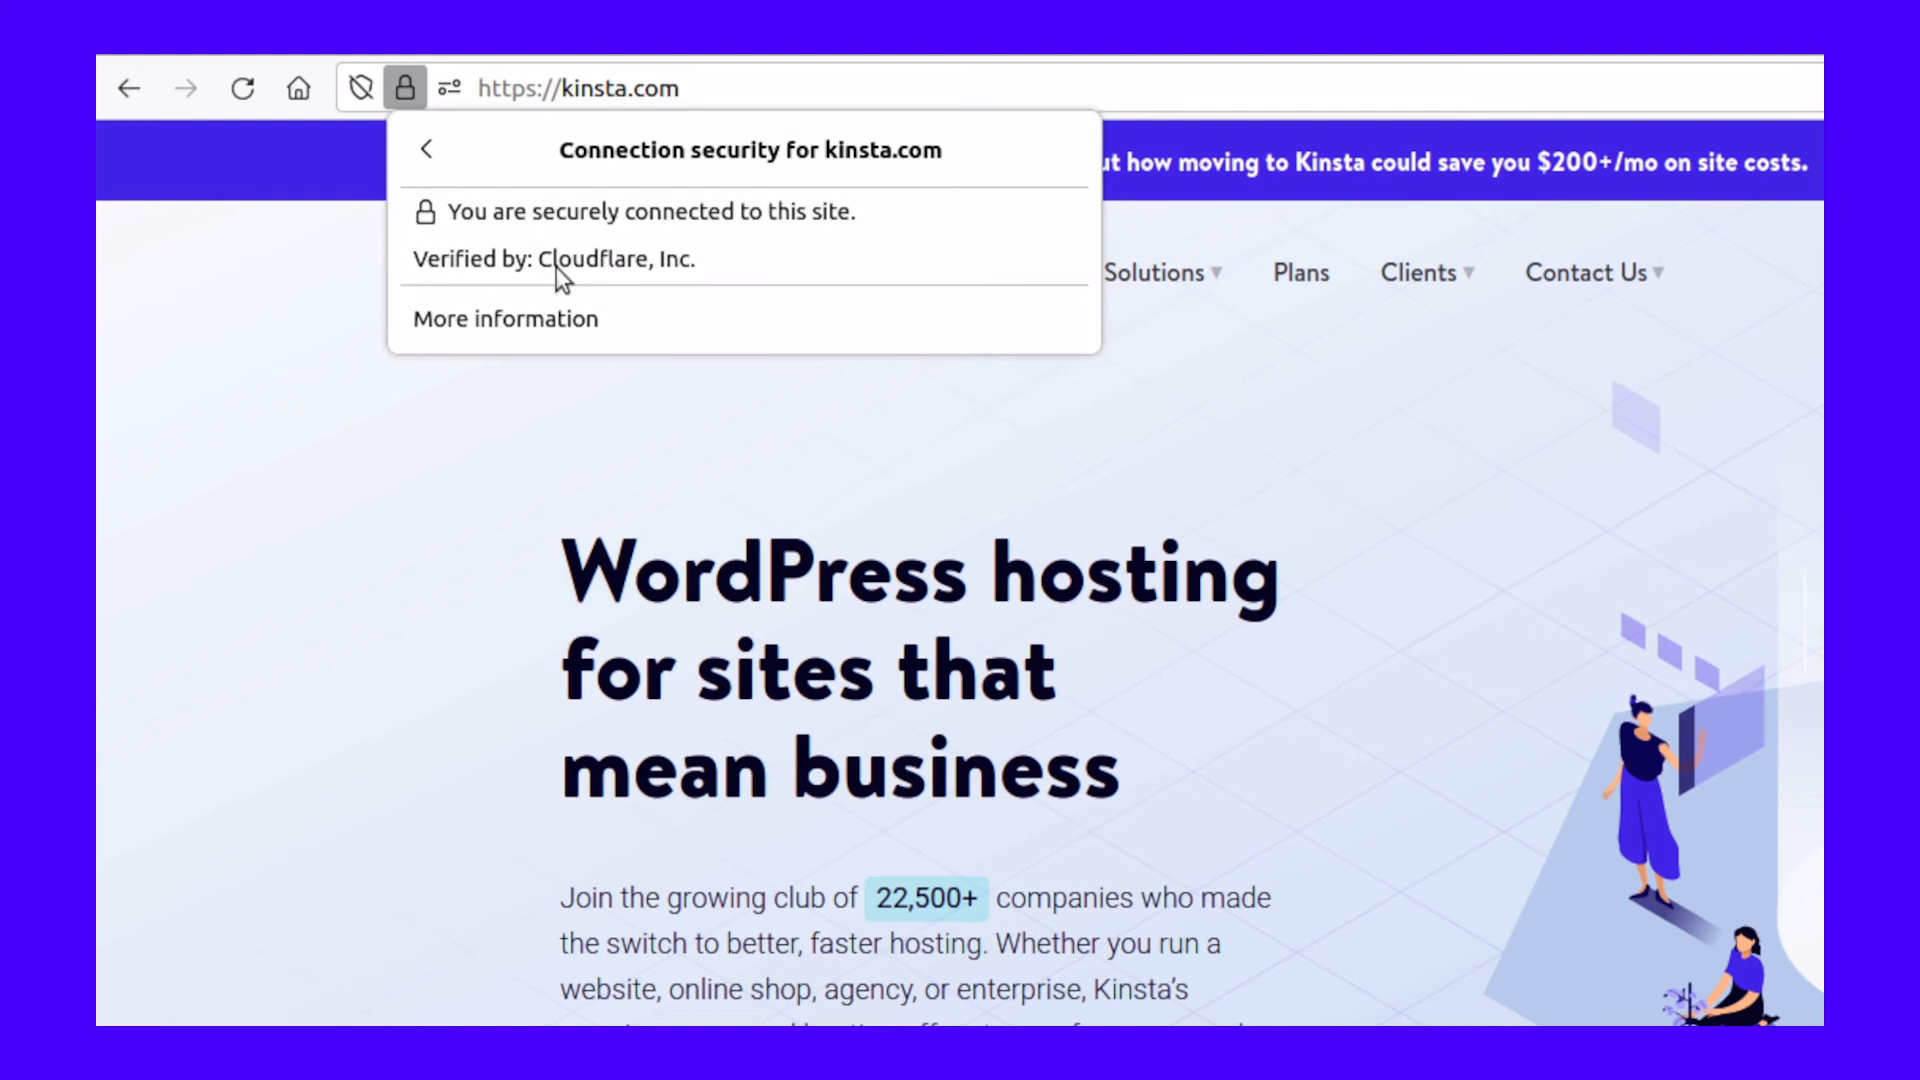 https://kinsta.com
Connection security for kinsta.com
how moving to Kinsta could save you $200+/mo on site costs.
You are securely connected to this site.
Verified by: Cloudflare, Inc.
More information
Solutions Plans Clients Contact Us
WordPress hosting
for sites that
mean business
Join the growing club of 22,500+ companies who made
the switch to better, faster hosting. Whether you run a
website, online shop, agency, or enterprise, Kinsta’s